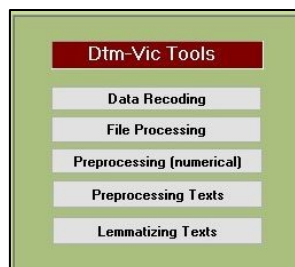 Dtm-Vic Tools
Data Recoding
File Processing
Preprocessing (numerical)
Preprocessing Texts
Lemmatizing Texts